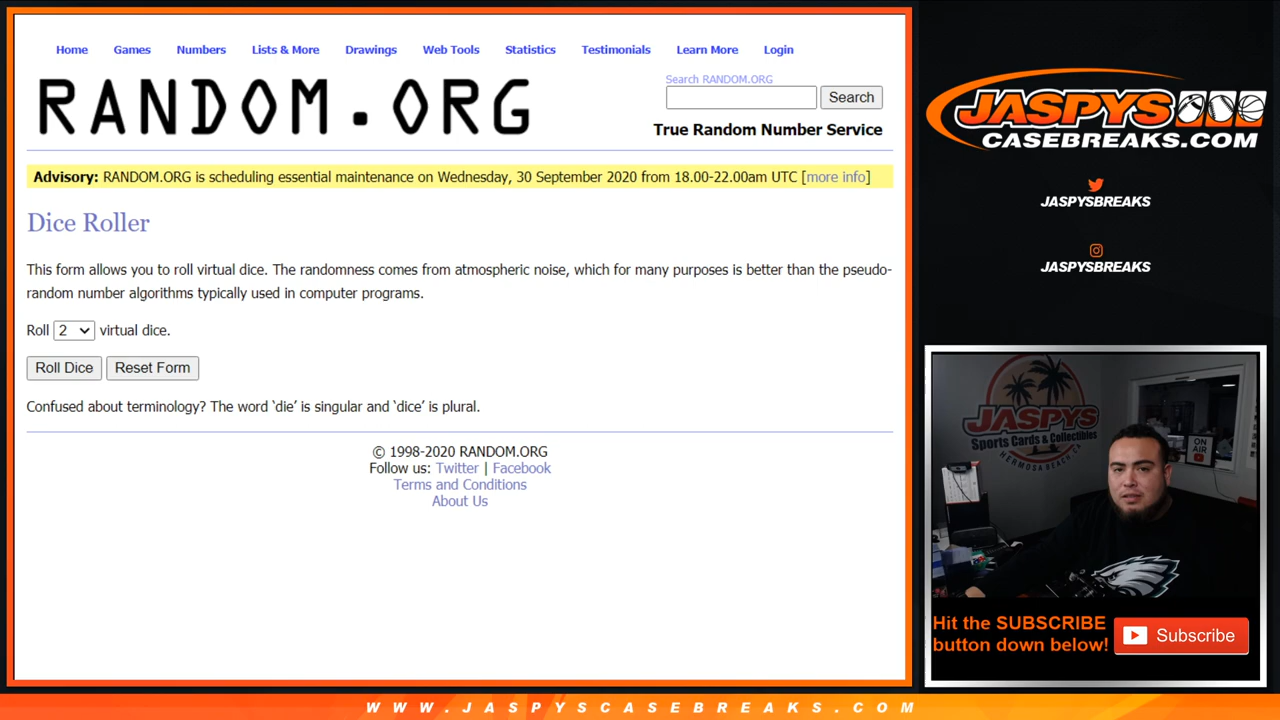 Home Games Numbers Lists & More Drawings Web Tools Statistics Testimonials Learn More Login
RANDOM.ORG
Search RANDOM.ORG
Search
True Random Number Service
Advisory: RANDOM.ORG is scheduling essential maintenance on Wednesday, 30 September 2020 from 18.00-22.00am UTC [more info]
Dice Roller
This form allows you to roll virtual dice. The randomness comes from atmospheric noise, which for many purposes is better than the pseudo-
random number algorithms typically used in computer programs.
Roll 2 virtual dice.
Roll Dice Reset Form
Confused about terminology? The word ‘die’ is singular and ‘dice’ is plural.
© 1998-2020 RANDOM.ORG
Follow us: Twitter | Facebook
Terms and Conditions
About Us
JASPYS
CASEBREAKS.COM
JASPYSBREAKS
JASPYSBREAKS
JASPYS
Sports Cards & Collectibles
HERMOSA BEACH, CA
ON
AIR
Hit the SUBSCRIBE
button down below!
Subscribe
WWW.JASPYSCASEBREAKS.COM